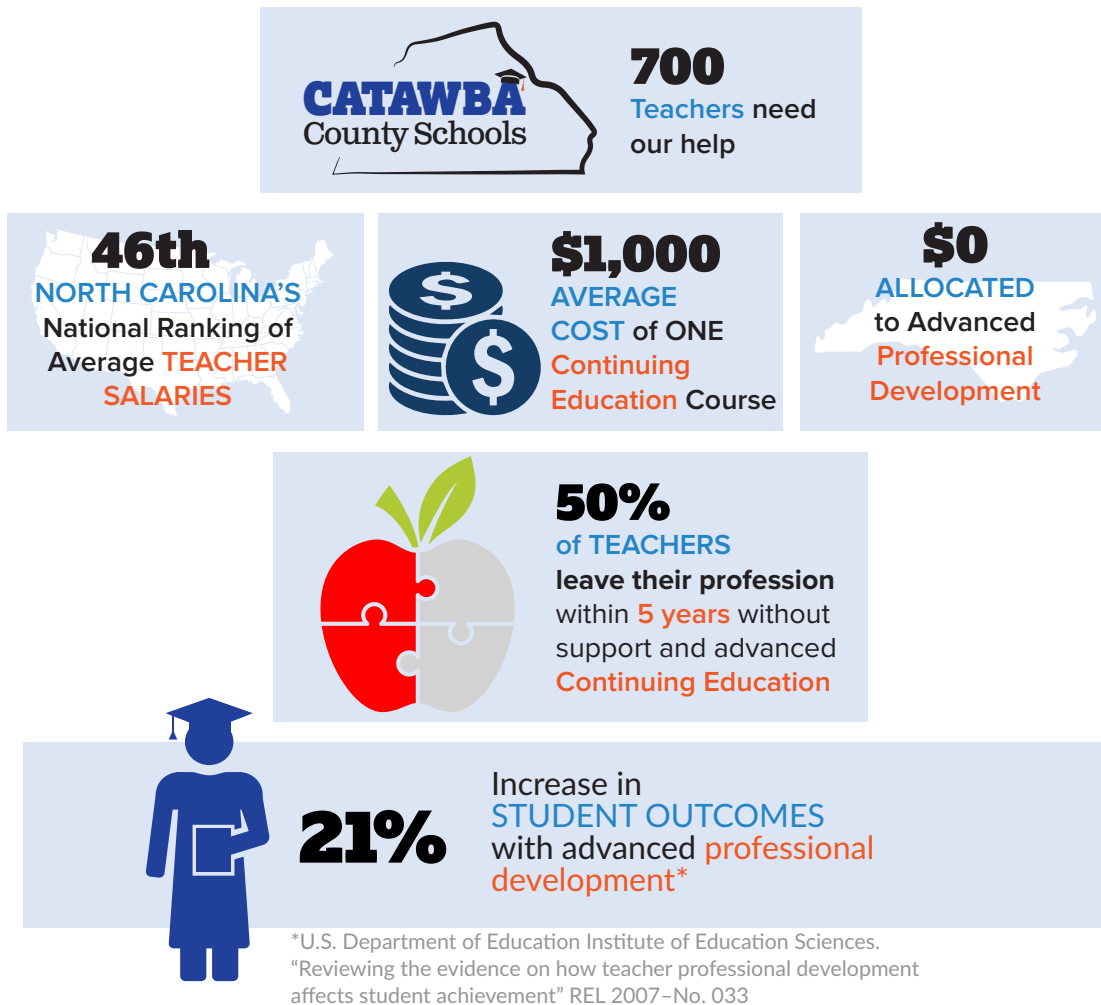 CATAWBA
County Schools
700
Teachers need
our help
46th
NORTH CAROLINA’S
National Ranking of
Average TEACHER
SALARIES
$1,000
AVERAGE
COST of ONE
Continuing
Education Course
$0
ALLOCATED
to Advanced
Professional
Development
50%
of TEACHERS
leave their profession
within 5 years without
support and advanced
Continuing Education
21%
Increase in
STUDENT OUTCOMES
with advanced professional
development*
*U.S. Department of Education Institute of Education Sciences.
“Reviewing the evidence on how teacher professional development
affects student achievement” REL 2007–No. 033